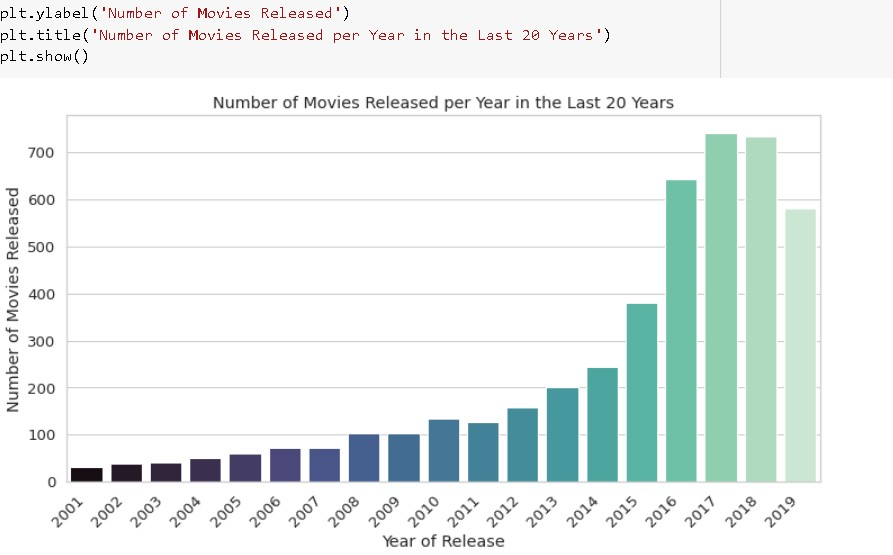 plt.ylabel('Number of Movies Released')
plt.title('Number of Movies Released per Year in the Last 20 Years')
plt.show()
Number of Movies Released per Year in the Last 20 Years
Number of Movies Released
700
600
500
400
300
200
100
0
2001 2002 2003 2004 2005 2006 2007 2008 2009 2010 2011 2012 2013 2014 2015 2016 2017 2018 2019
Year of Release